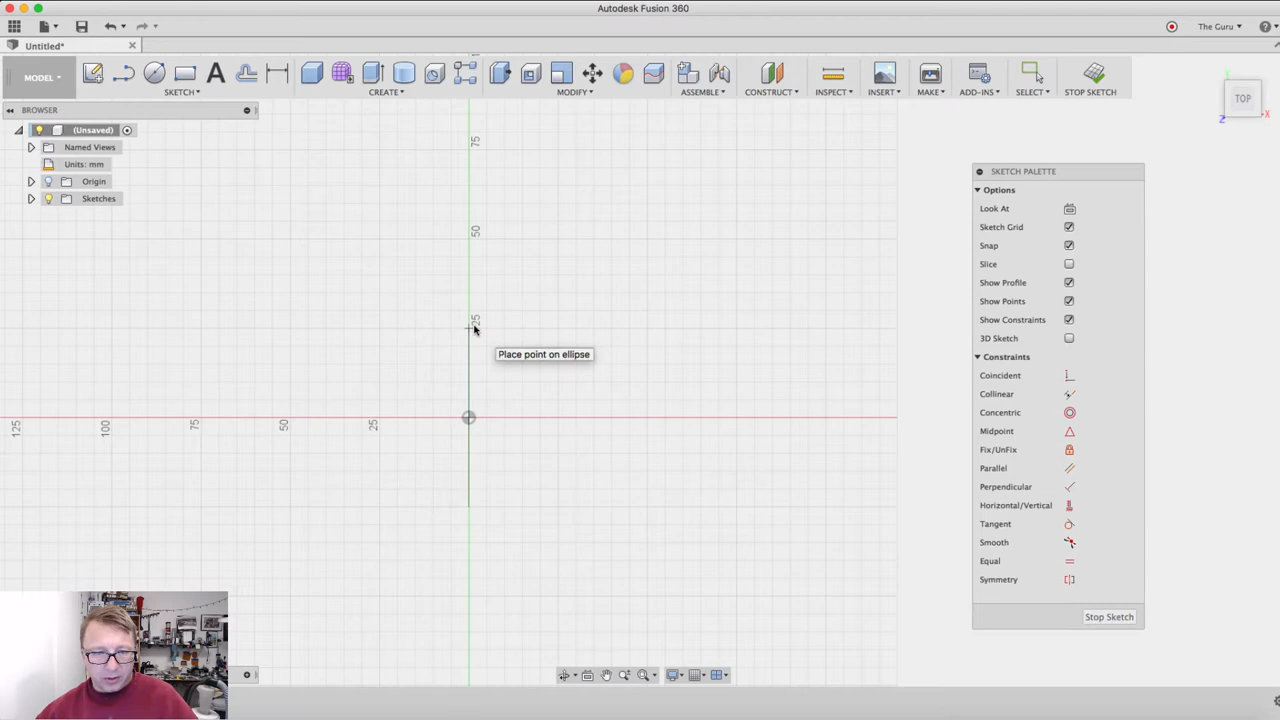 Autodesk Fusion 360
The Guru
Untitled*
MODEL
SKETCH
CREATE
MODIFY
ASSEMBLE
CONSTRUCT
INSPECT
INSERT
MAKE
ADD-INS
SELECT
STOP SKETCH
TOP
X
Z
BROWSER
(Unsaved)
Named Views
Units: mm
Origin
Sketches
75
50
25
125
100
75
50
25
Place point on ellipse
SKETCH PALETTE
Options
Look At
Sketch Grid
Snap
Slice
Show Profile
Show Points
Show Constraints
3D Sketch
Constraints
Coincident
Collinear
Concentric
Midpoint
Fix/UnFix
Parallel
Perpendicular
Horizontal/Vertical
Tangent
Smooth
Equal
Symmetry
Stop Sketch